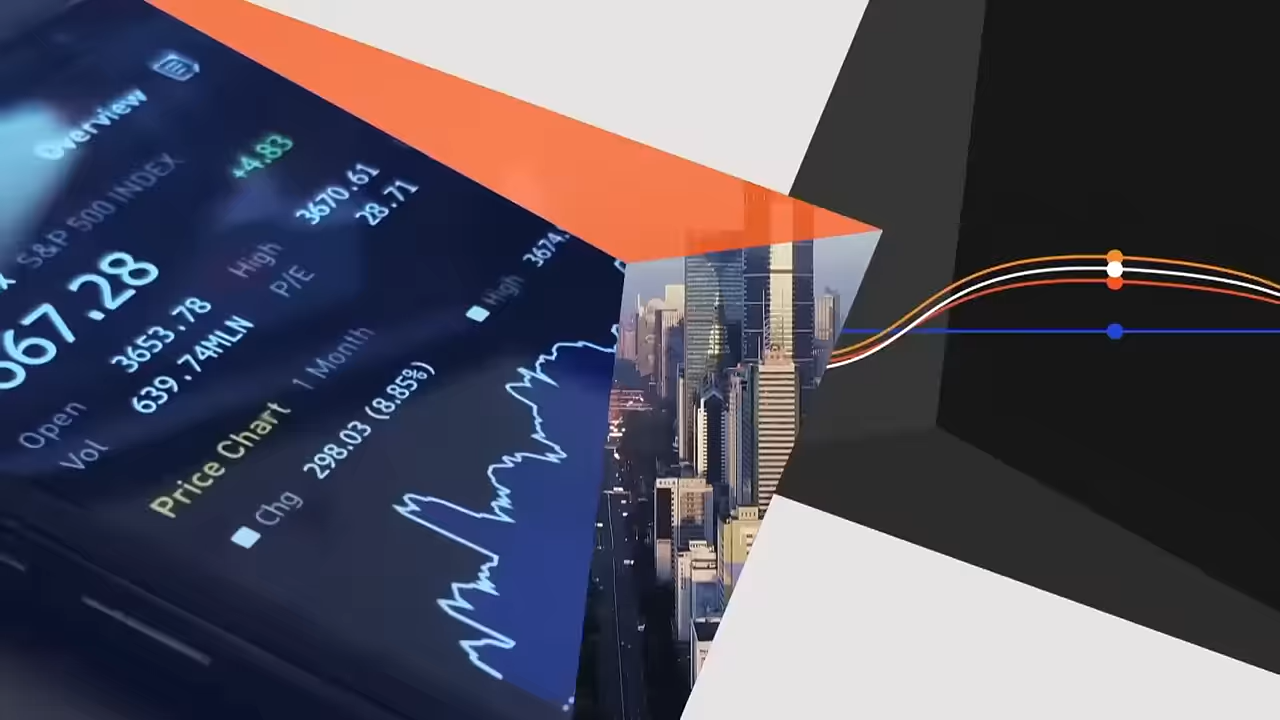 Overview
S&P 500 INDEX
+4.83
667.28
High 3670.61
P/E 28.71
Open 3653.78
Vol 639.74MLN
Price Chart 1 Month
Chg 298.03 (8.85%)
High 3674.